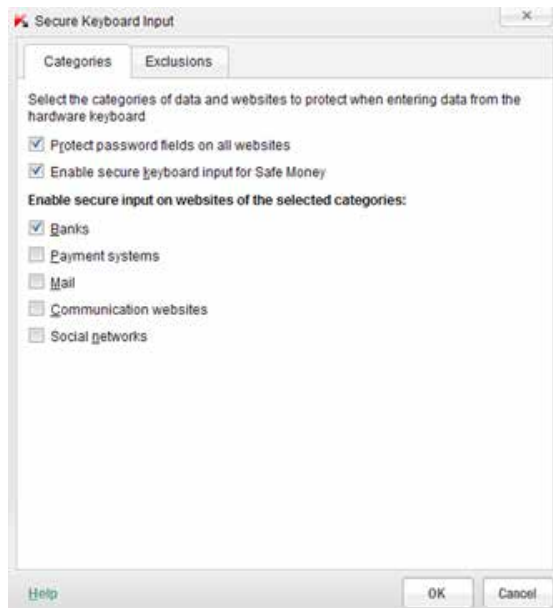 Secure Keyboard Input
Categories
Exclusions
Select the categories of data and websites to protect when entering data from the
hardware keyboard
Protect password fields on all websites
Enable secure keyboard input for Safe Money
Enable secure input on websites of the selected categories:
Banks
Payment systems
Mail
Communication websites
Social networks
Help
OK
Cancel